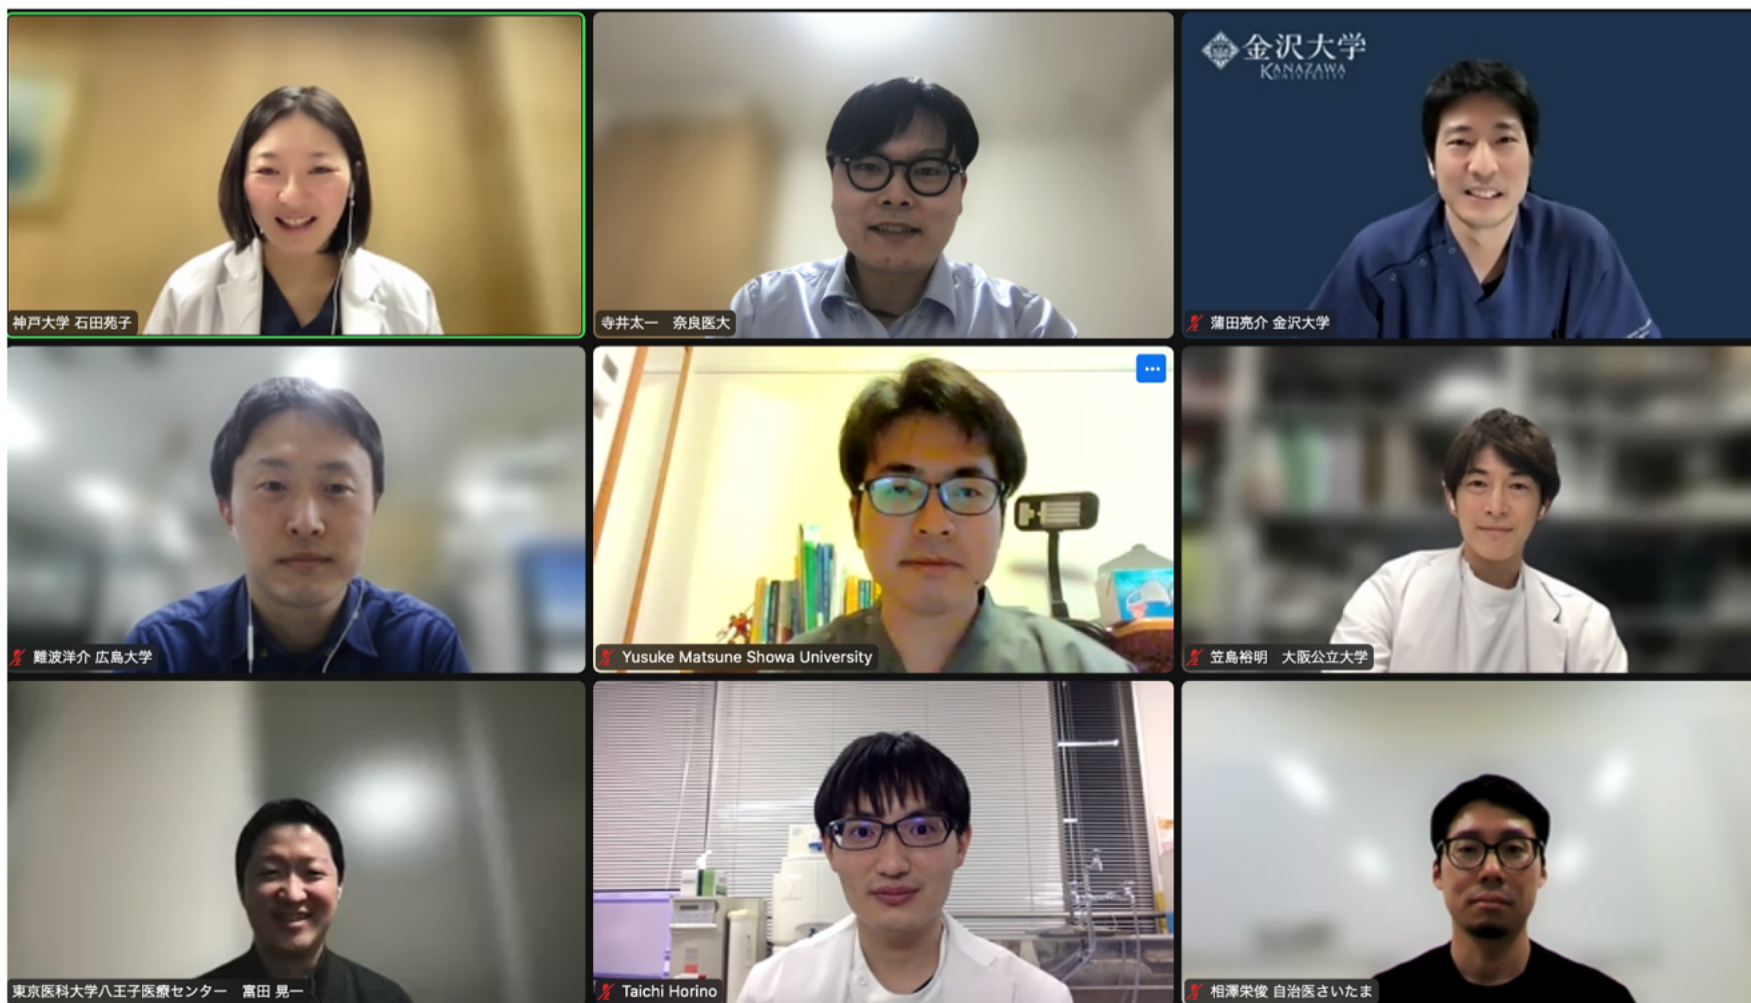 神戸大学 石田苑子
寺井太一　奈良医大
金沢大学
KANAZAWA
UNIVERSITY
蒲田亮介 金沢大学
難波洋介 広島大学
Yusuke Matsune Showa University
笠島裕明　大阪公立大学
東京医科大学八王子医療センター　富田 晃一
Taichi Horino
相澤栄俊 自治医さいたま